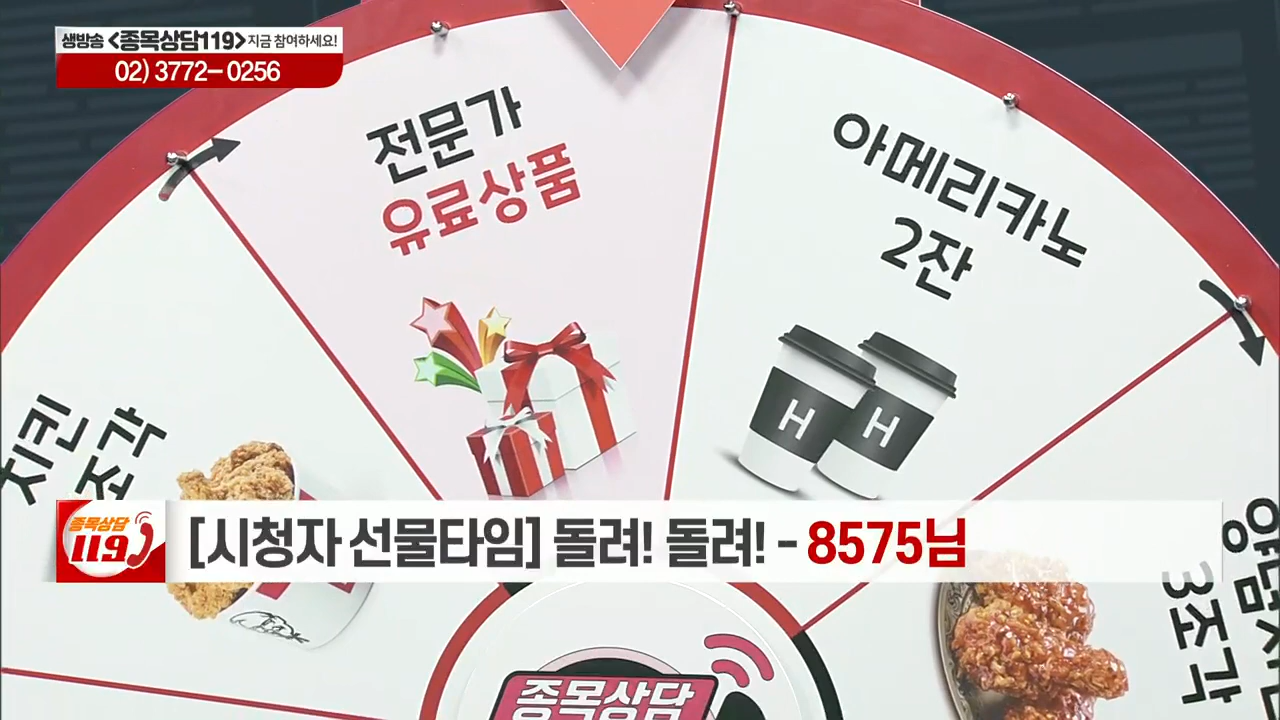 생방송 <종목상담119> 지금 참여하세요!
02) 3772-0256
전문가
유료상품
아메리카노
2잔
치킨
조각
H H
종목상담
119
[시청자 선물타임] 돌려! 돌려! - 8575님
3조각
종목상담